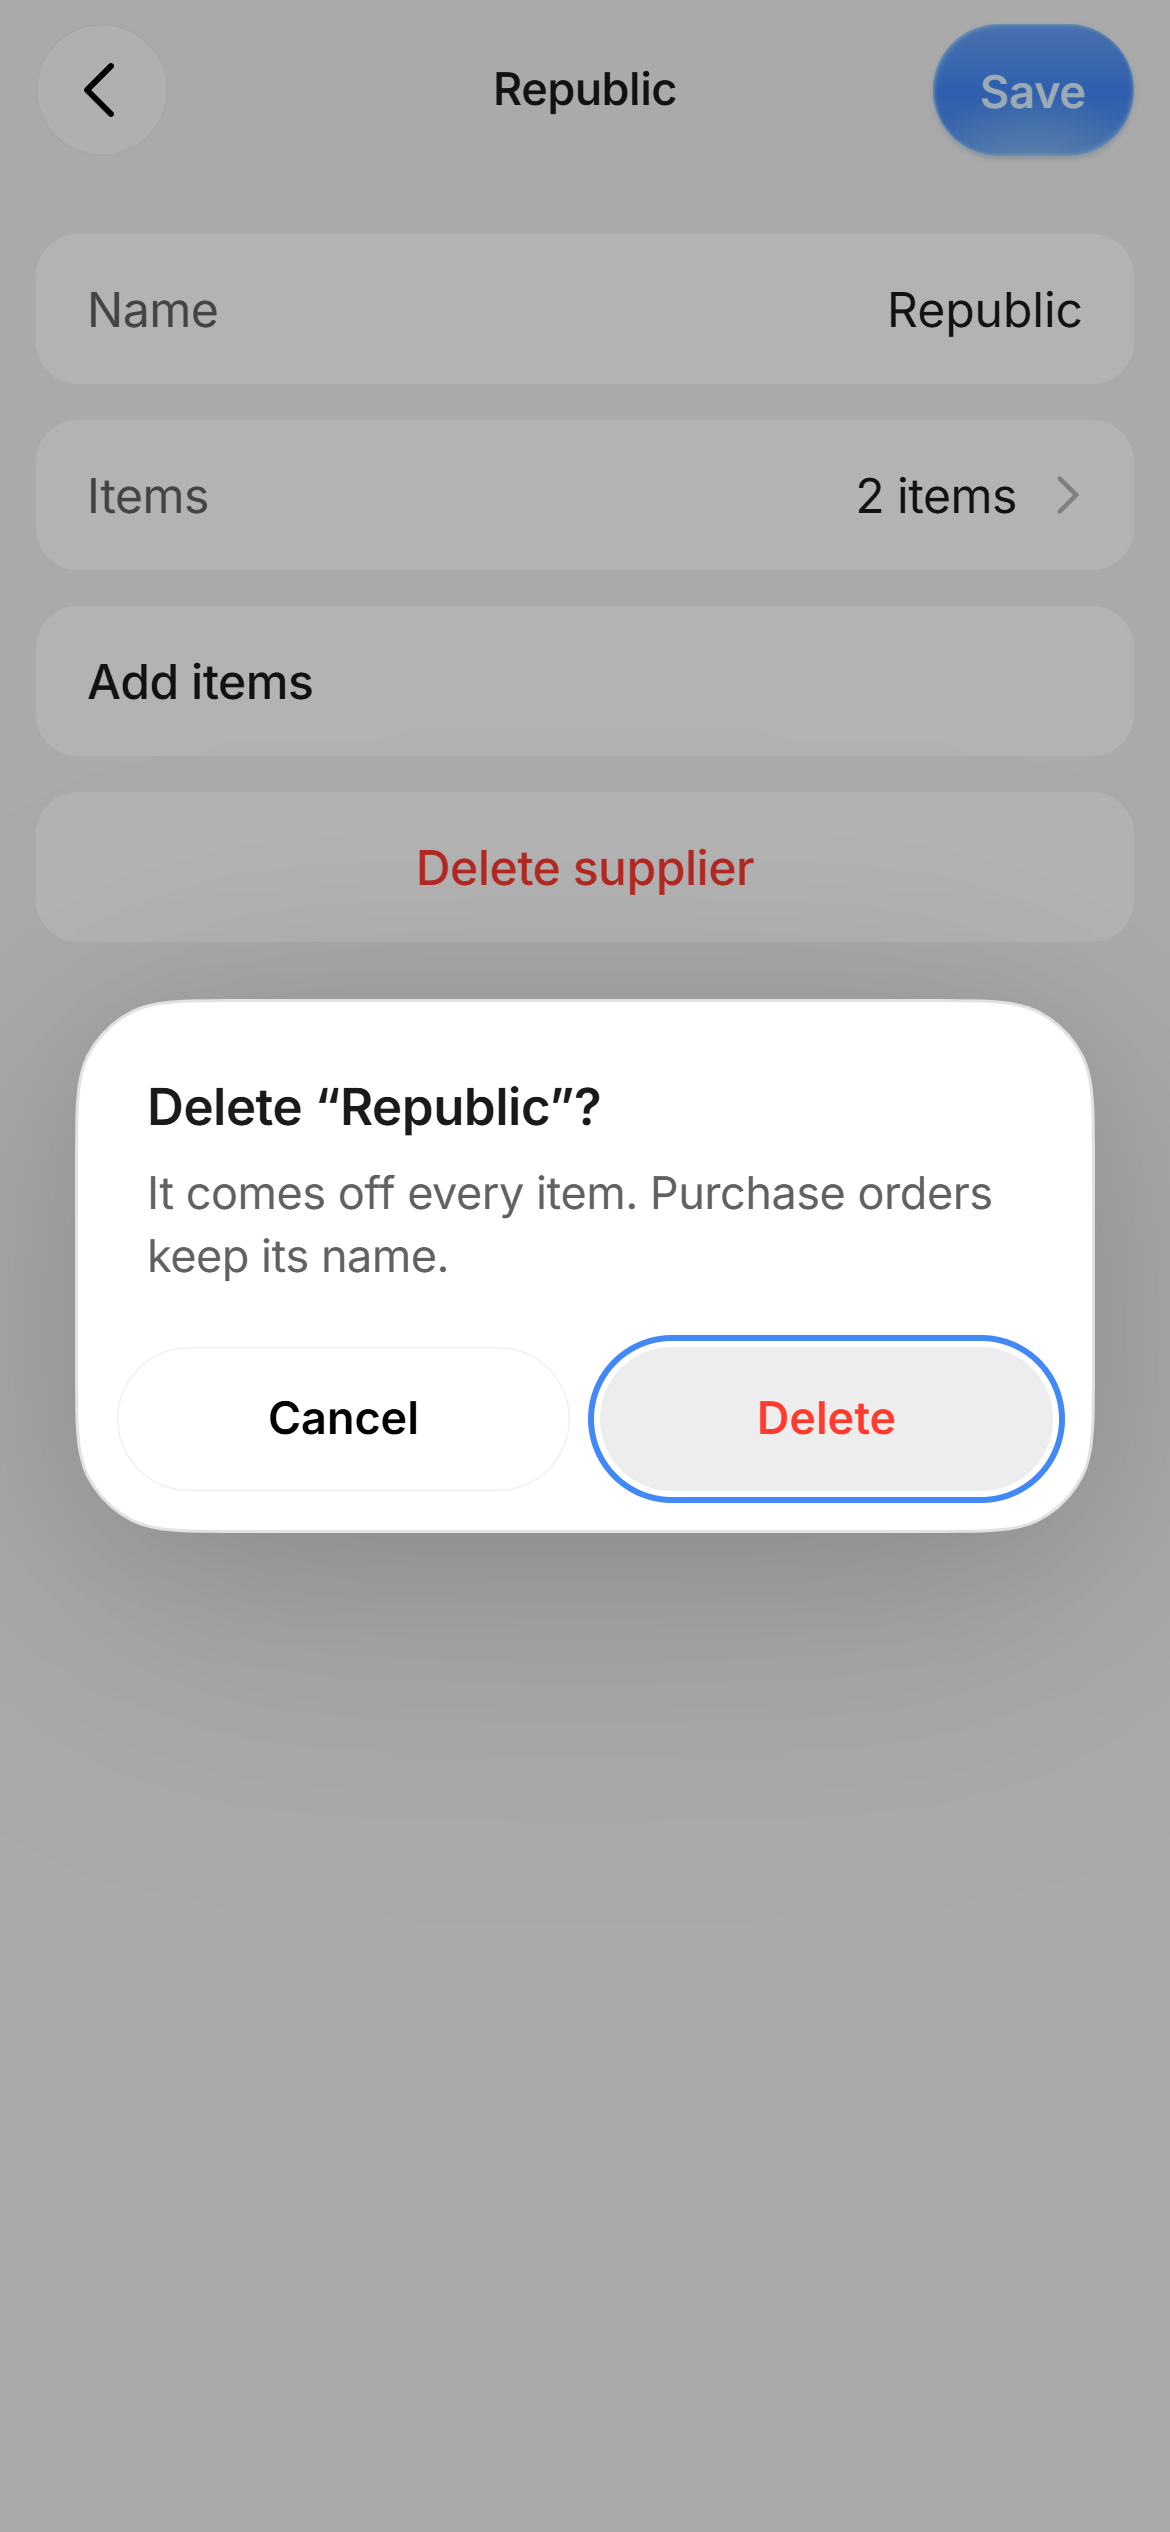 Republic
Save
Name
Republic
Items
2 items
Add items
Delete supplier
Delete “Republic”?
It comes off every item. Purchase orders
keep its name.
Cancel
Delete